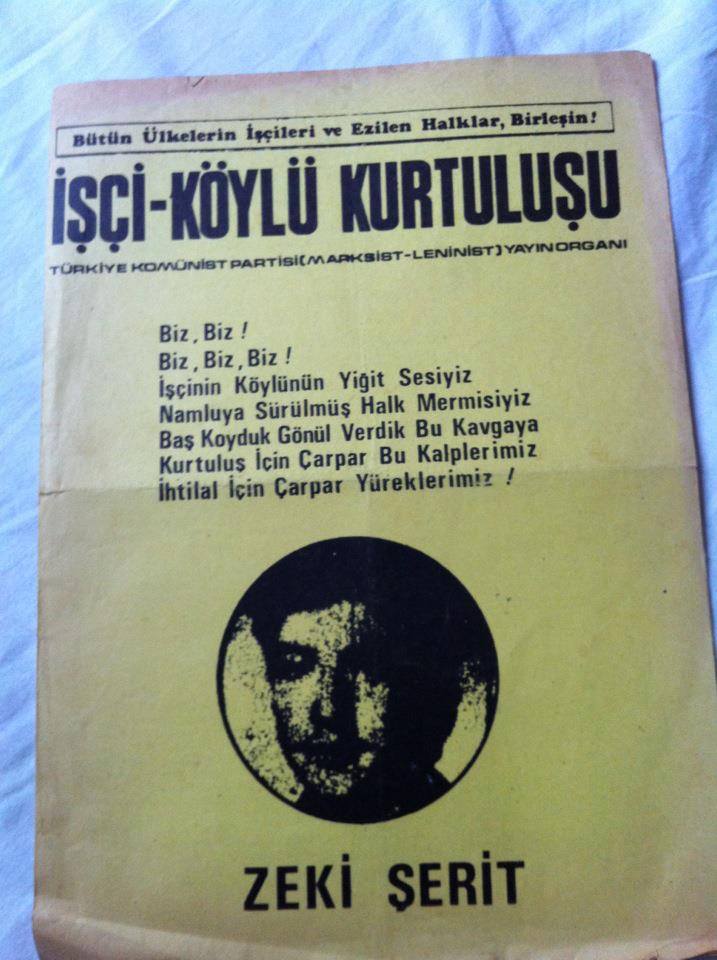 Bütün Ülkelerin İşçileri ve Ezilen Halklar, Birleşin!
İŞÇİ-KÖYLÜ KURTULUŞU
TÜRKİYE KOMÜNİST PARTİSİ(MARKSİST-LENİNİST)YAYIN ORGANI
Biz, Biz!
Biz, Biz, Biz!
İşçinin Köylünün Yiğit Sesiyiz
Namluya Sürülmüş Halk Mermisiyiz
Baş Koyduk Gönül Verdik Bu Kavgaya
Kurtuluş İçin Çarpar Bu Kalplerimiz
İhtilal İçin Çarpar Yüreklerimiz!
ZEKİ ŞERİT